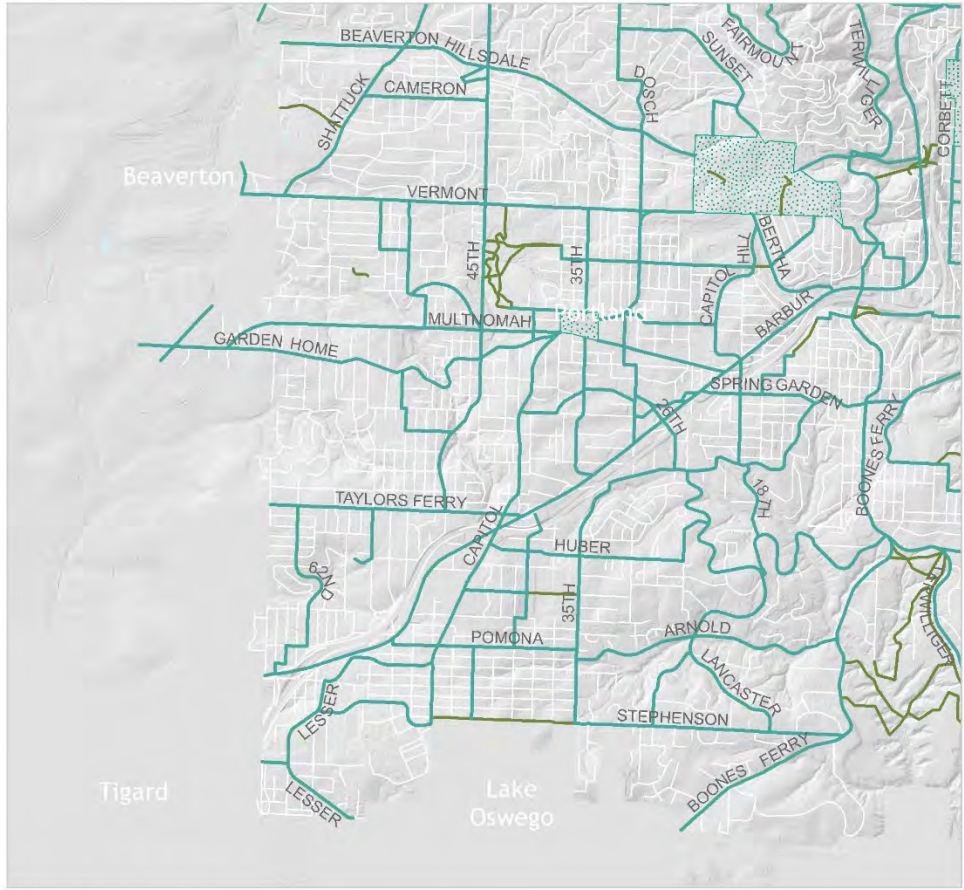 FAIRMOUNT
TERWILLIGER
BEAVERTON HILLSDALE
SUNSET
DOSCH
SHATTUCK
CAMERON
CORBETT
Beaverton
VERMONT
45TH
35TH
CAPITOL HILL
BERTHA
Portland
MULTNOMAH
BARBUR
GARDEN HOME
SPRING GARDEN
26TH
BOONES FERRY
18TH
TAYLORS FERRY
CAPITOL
HUBER
62ND
35TH
TERWILLIGER
ARNOLD
POMONA
LANCASTER
LESSER
STEPHENSON
BOONES FERRY
Tigard
LESSER
Lake
Oswego